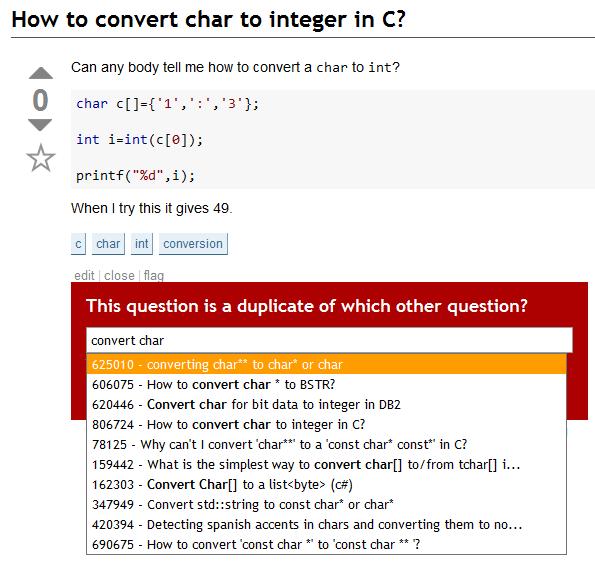 How to convert char to integer in C?
Can any body tell me how to convert a char to int?
0
char c[]={'1',':','3'};
int i=int(c[0]);
printf("%d",i);
When I try this it gives 49.
c char int conversion
edit | close | flag
This question is a duplicate of which other question?
convert char
625010 - converting char** to char* or char
606075 - How to convert char * to BSTR?
620446 - Convert char for bit data to integer in DB2
806724 - How to convert char to integer in C?
78125 - Why can't I convert 'char**' to a 'const char* const*' in C?
159442 - What is the simplest way to convert char[] to/from tchar[] i...
162303 - Convert Char[] to a list<byte> (c#)
347949 - Convert std::string to const char* or char*
420394 - Detecting spanish accents in chars and converting them to no...
690675 - How to convert 'const char *' to 'const char ** '?